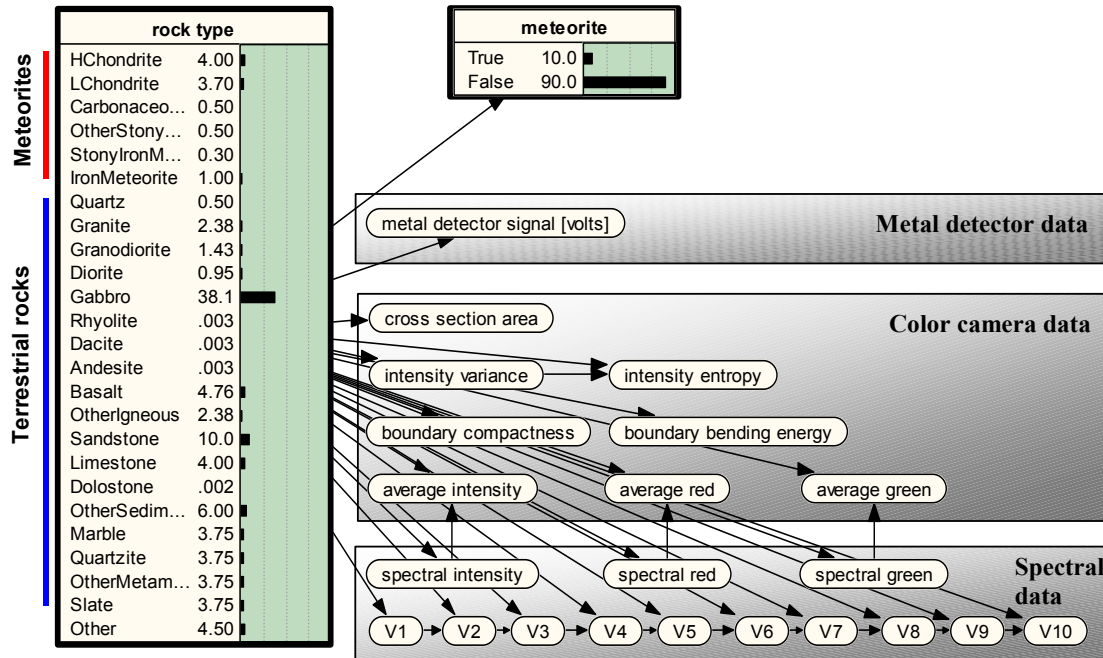 rock type
HChondrite 4.00
LChondrite 3.70
Carbonaceo... 0.50
OtherStony... 0.50
StonyIronM... 0.30
IronMeteorite 1.00
Quartz 0.50
Granite 2.38
Granodiorite 1.43
Diorite 0.95
Gabbro 38.1
Rhyolite .003
Dacite .003
Andesite .003
Basalt 4.76
OtherIgneous 2.38
Sandstone 10.0
Limestone 4.00
Dolostone .002
OtherSedim... 6.00
Marble 3.75
Quartzite 3.75
OtherMetam... 3.75
Slate 3.75
Other 4.50
Meteorites
Terrestrial rocks
meteorite
True 10.0
False 90.0
Metal detector data
metal detector signal [volts]
Color camera data
cross section area
intensity variance intensity entropy
boundary compactness boundary bending energy
average intensity average red average green
Spectral
data
spectral intensity spectral red spectral green
V1 V2 V3 V4 V5 V6 V7 V8 V9 V10